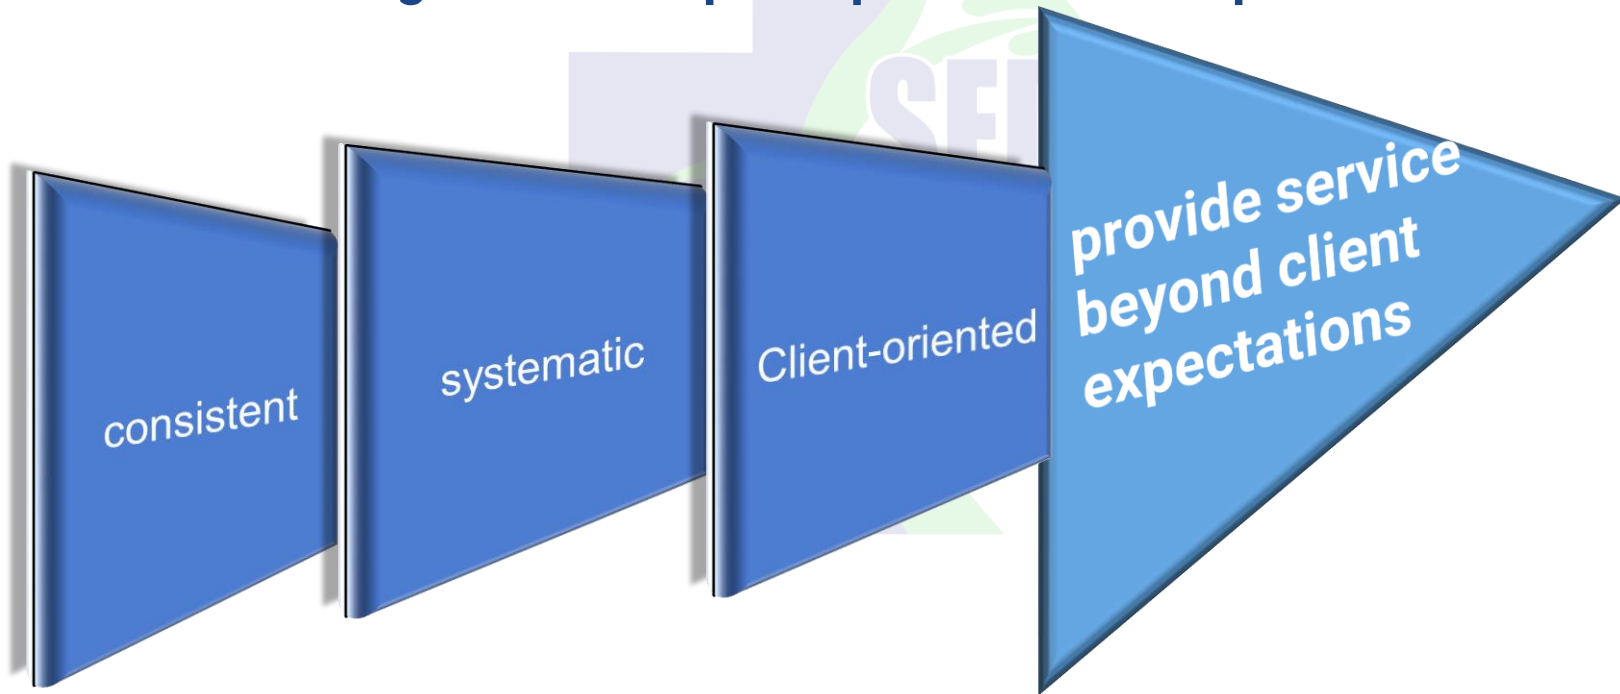 consistent
systematic
Client-oriented
provide service
beyond client
expectations